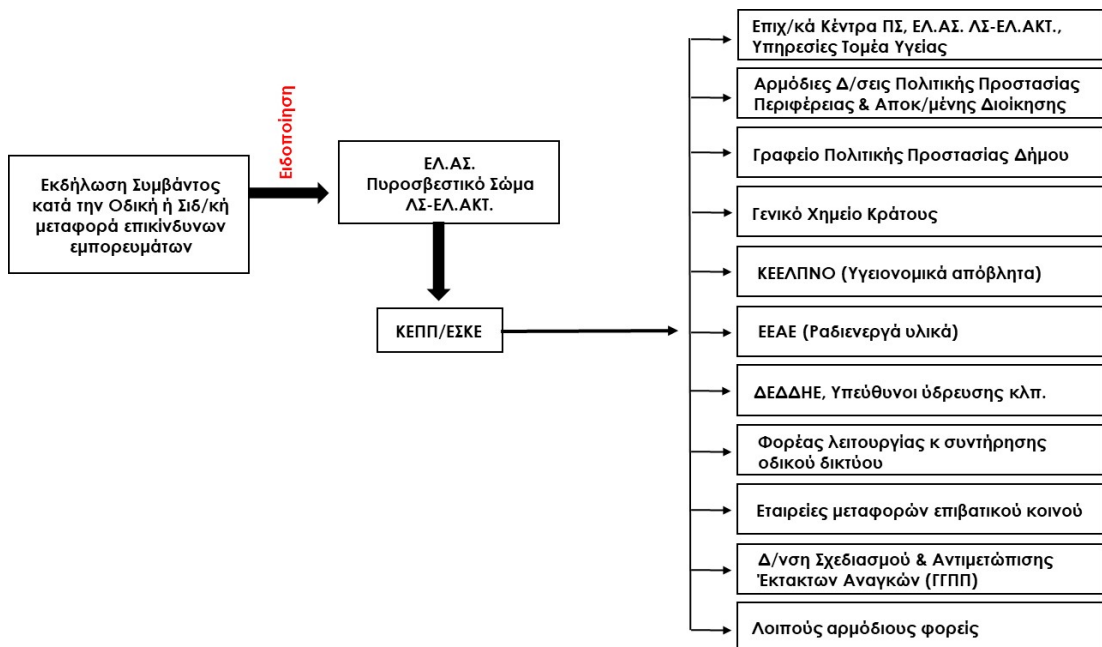 Εκδήλωση Συμβάντος
κατά την Οδική ή Σιδ/κή
μεταφορά επικίνδυνων
εμπορευμάτων
Ειδοποίηση
ΕΛ.ΑΣ.
Πυροσβεστικό Σώμα
ΛΣ-ΕΛ.ΑΚΤ.
ΚΕΠΠ/ΕΣΚΕ
Επιχ/κά Κέντρα ΠΣ, ΕΛ.ΑΣ. ΛΣ-ΕΛ.ΑΚΤ.,
Υπηρεσίες Τομέα Υγείας
Αρμόδιες Δ/σεις Πολιτικής Προστασίας
Περιφέρειας & Αποκ/μένης Διοίκησης
Γραφείο Πολιτικής Προστασίας Δήμου
Γενικό Χημείο Κράτους
ΚΕΕΛΠΝΟ (Υγειονομικά απόβλητα)
ΕΕΑΕ (Ραδιενεργά υλικά)
ΔΕΔΔΗΕ, Υπεύθυνοι ύδρευσης κλπ.
Φορέας λειτουργίας κ συντήρησης
οδικού δικτύου
Εταιρείες μεταφορών επιβατικού κοινού
Δ/νση Σχεδιασμού & Αντιμετώπισης
Έκτακτων Αναγκών (ΓΓΠΠ)
Λοιπούς αρμόδιους φορείς